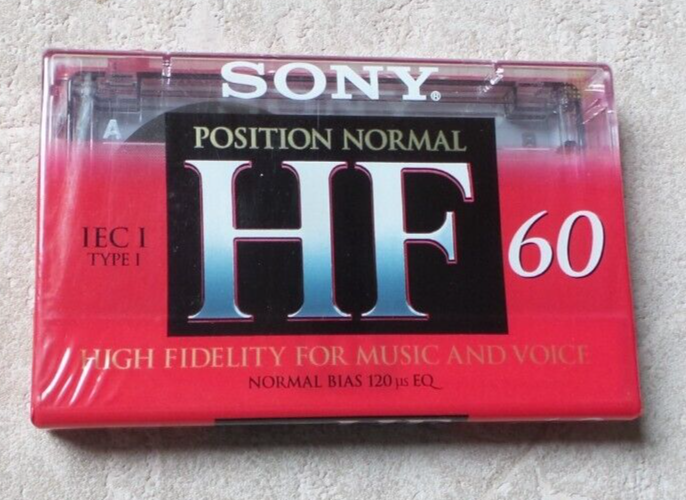 SONY®
A
POSITION NORMAL
HF
IEC I
TYPE I
60
HIGH FIDELITY FOR MUSIC AND VOICE
NORMAL BIAS 120 µs EQ